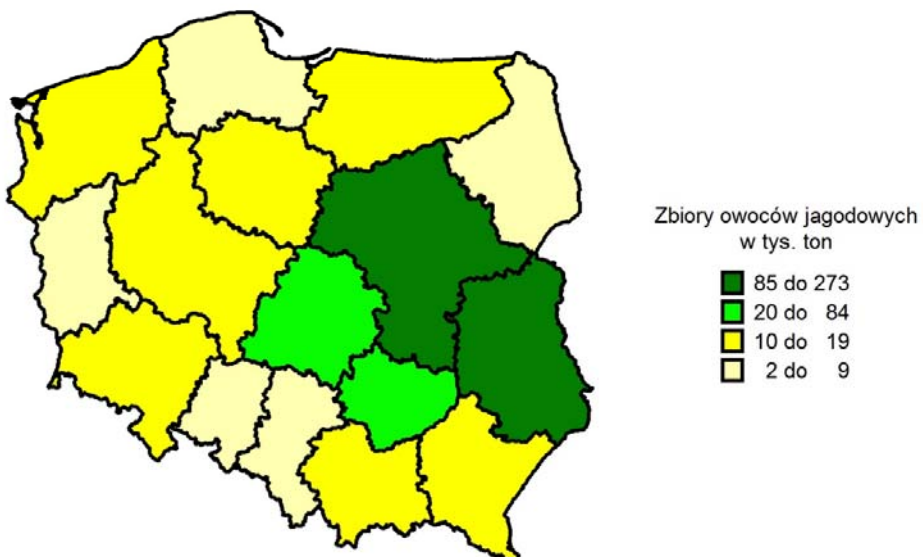 Zbiory owoców jagodowych
w tys. ton
85 do 273
20 do 84
10 do 19
2 do 9